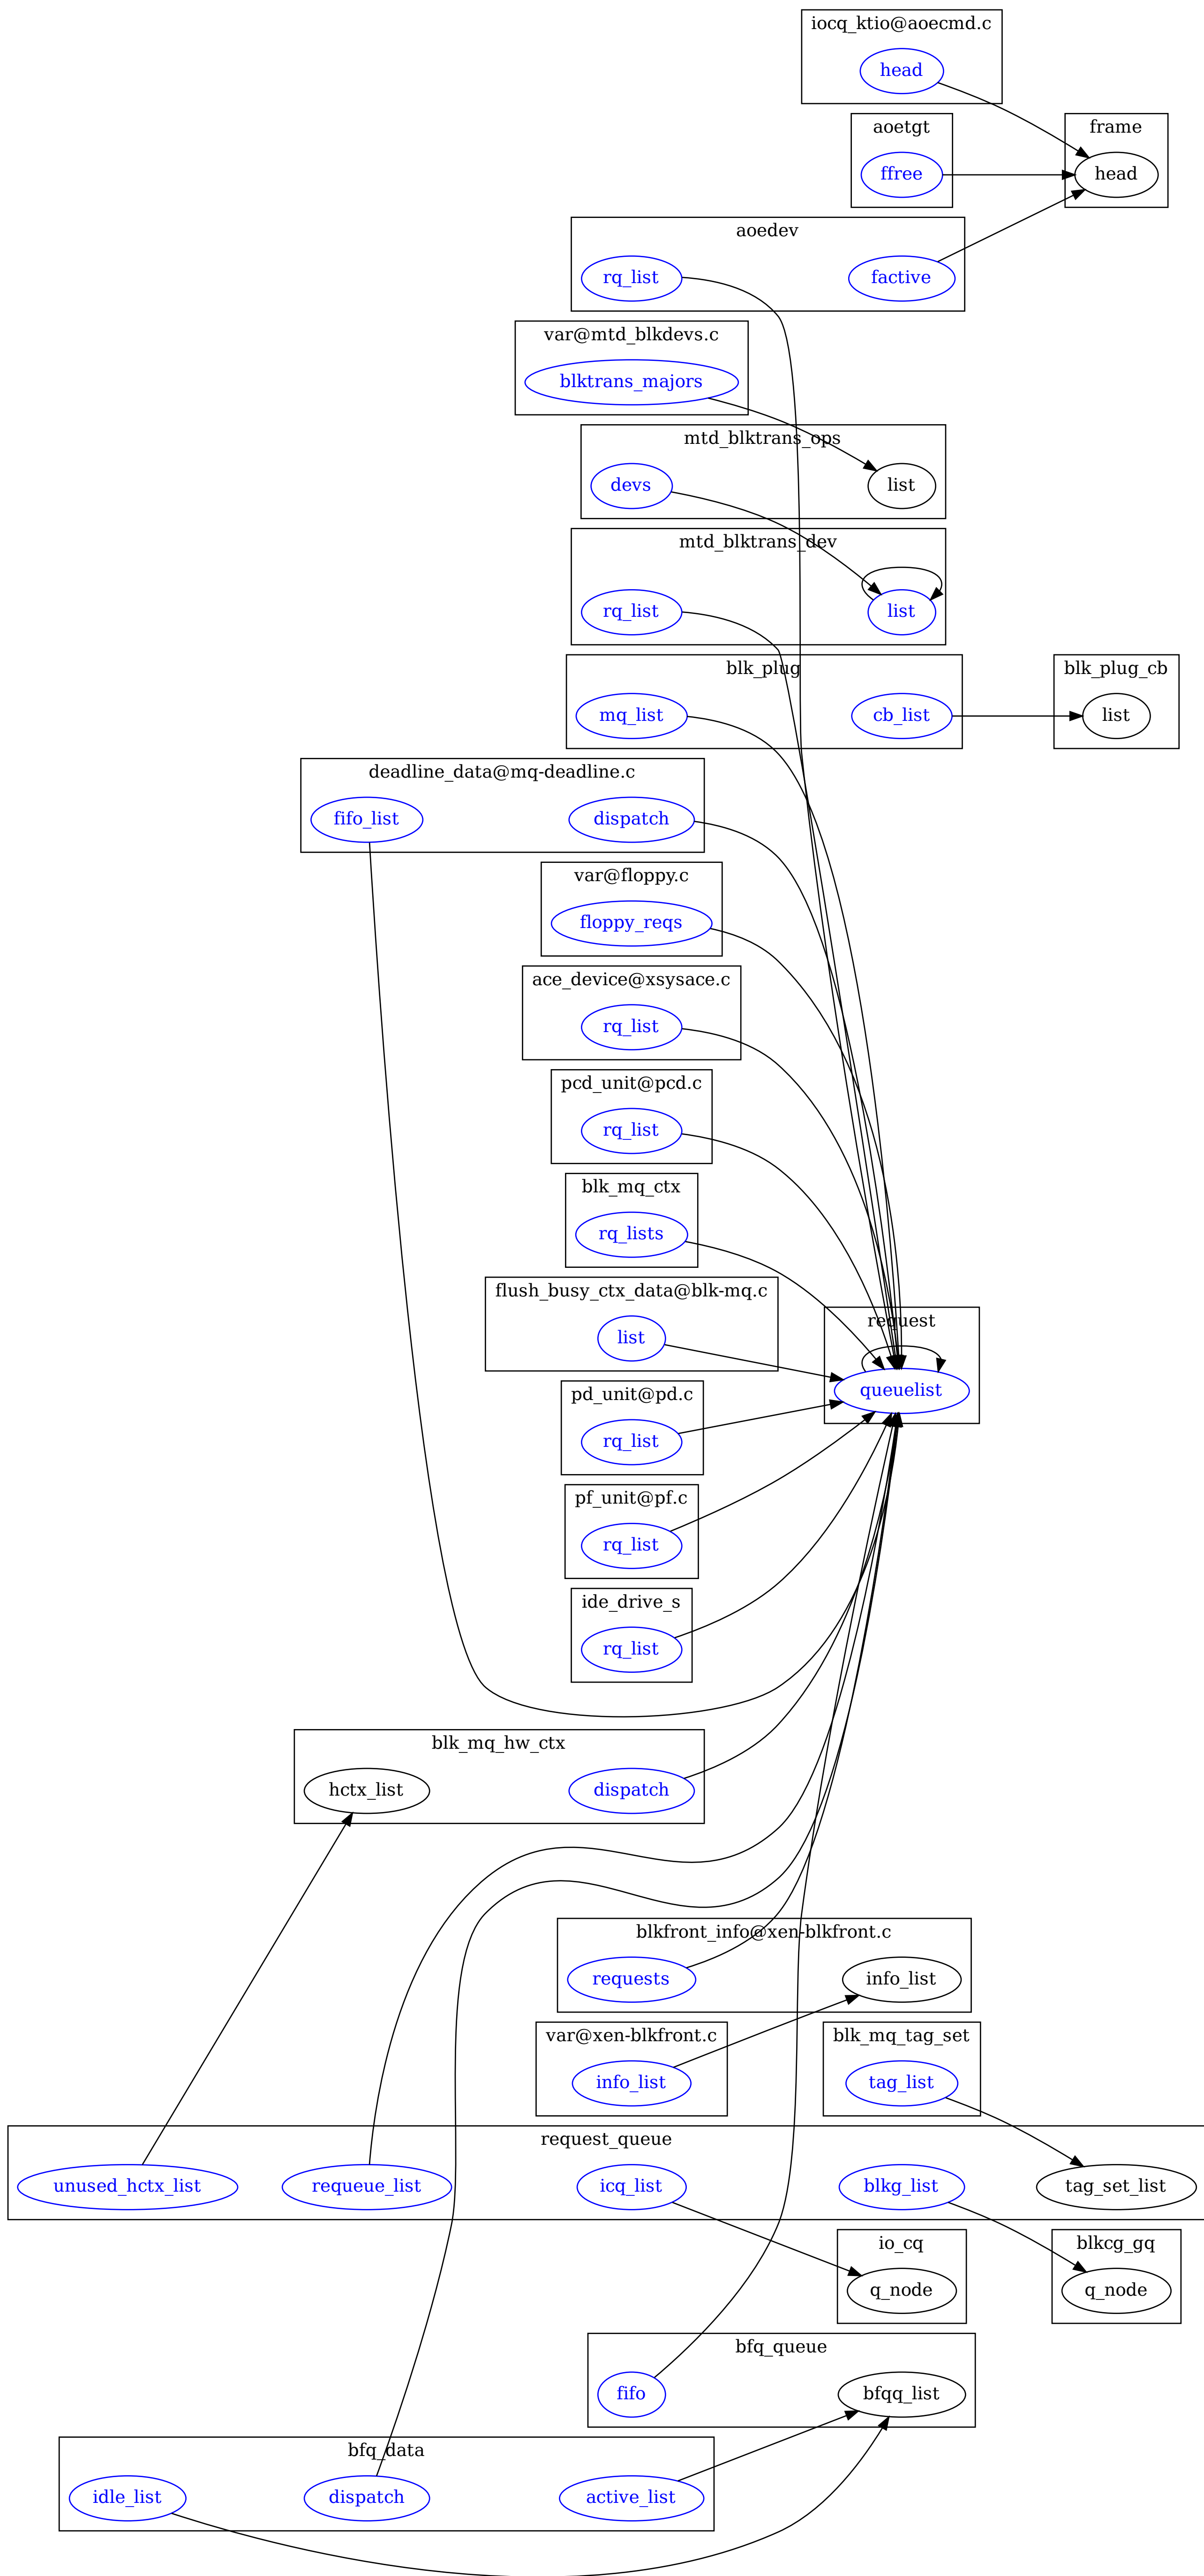 iocq_ktio@aoecmd.c
head
aoetgt
frame
ffree
head
aoedev
rq_list
factive
var@mtd_blkdevs.c
blktrans_majors
mtd_blktrans_ops
devs
list
mtd_blktrans_dev
rq_list
list
blk_plug
blk_plug_cb
mq_list
cb_list
list
deadline_data@mq-deadline.c
fifo_list
dispatch
var@floppy.c
floppy_reqs
ace_device@xsysace.c
rq_list
pcd_unit@pcd.c
rq_list
blk_mq_ctx
rq_lists
flush_busy_ctx_data@blk-mq.c
list
request
queuelist
pd_unit@pd.c
rq_list
pf_unit@pf.c
rq_list
ide_drive_s
rq_list
blk_mq_hw_ctx
hctx_list
dispatch
blkfront_info@xen-blkfront.c
requests
info_list
var@xen-blkfront.c
blk_mq_tag_set
info_list
tag_list
request_queue
unused_hctx_list
requeue_list
icq_list
blkg_list
tag_set_list
io_cq
blkcg_gq
q_node
q_node
bfq_queue
fifo
bfqq_list
bfq_data
idle_list
dispatch
active_list